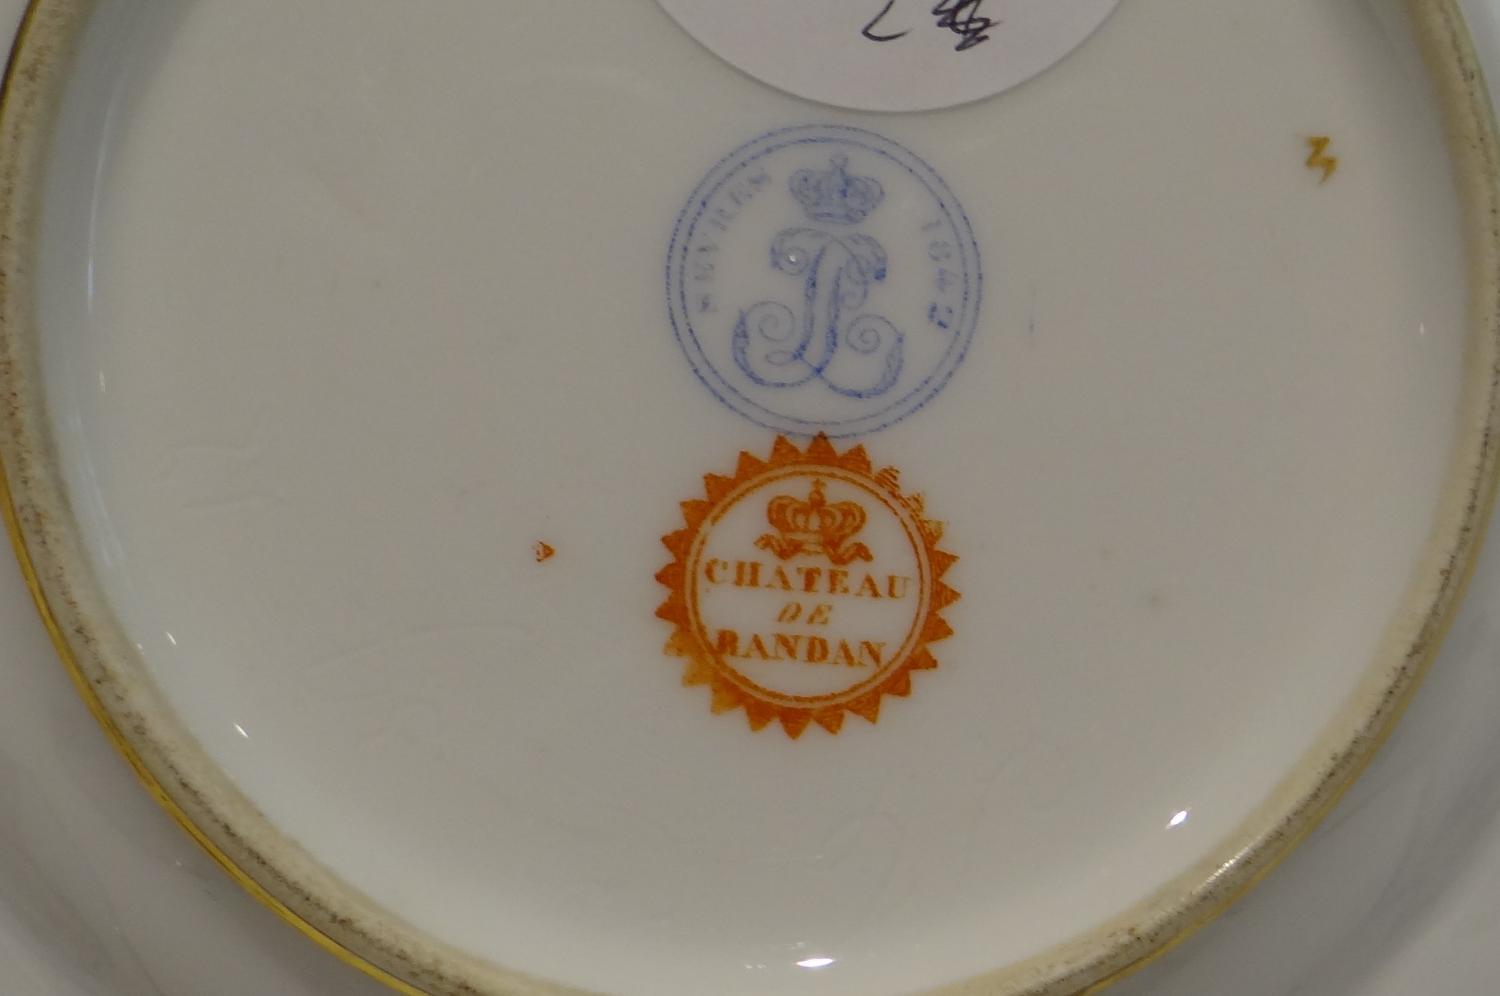 SEVRES 1842
CHATEAU
DE
RANDAN